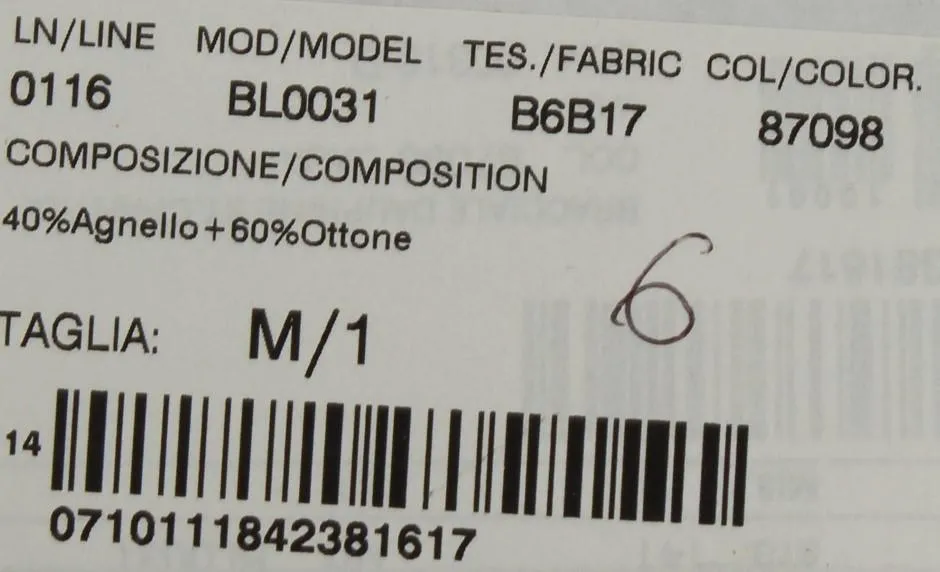 LN/LINE MOD/MODEL TES./FABRIC COL/COLOR.
0116 BL0031 B6B17 87098
COMPOSIZIONE/COMPOSITION
40%Agnello+60%Ottone
6
TAGLIA: M/1
14
0710111842381617